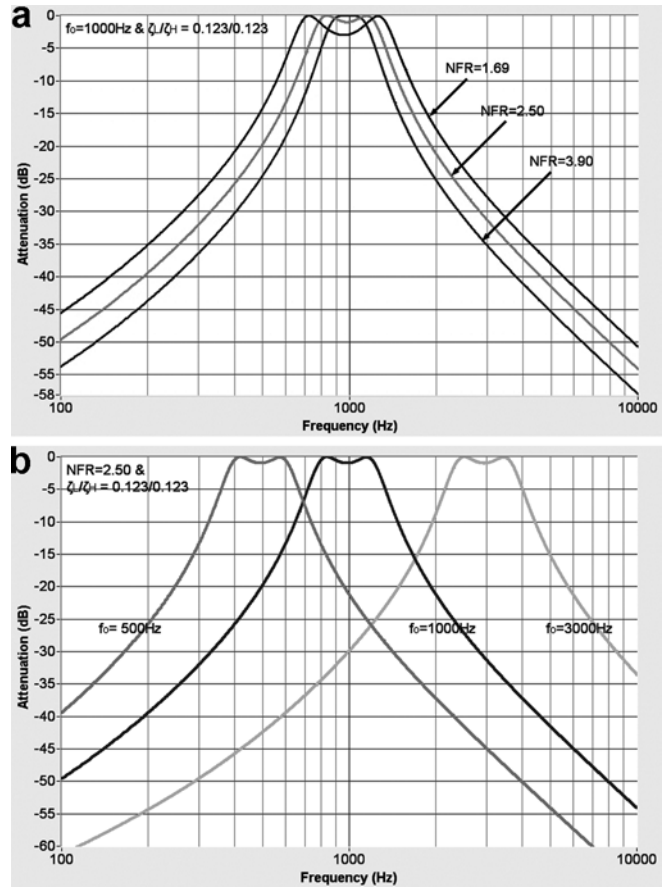 a
f₀=1000Hz & ζL/ζH = 0.123/0.123
NFR=1.69
NFR=2.50
NFR=3.90
Attenuation (dB)
0
-5
-10
-15
-20
-25
-30
-35
-40
-45
-50
-55
-58
100
1000
10000
Frequency (Hz)
b
NFR=2.50 &
ζL/ζH = 0.123/0.123
f₀= 500Hz
f₀=1000Hz
f₀=3000Hz
Attenuation (dB)
0
-5
-10
-15
-20
-25
-30
-35
-40
-45
-50
-55
-60
100
1000
10000
Frequency (Hz)